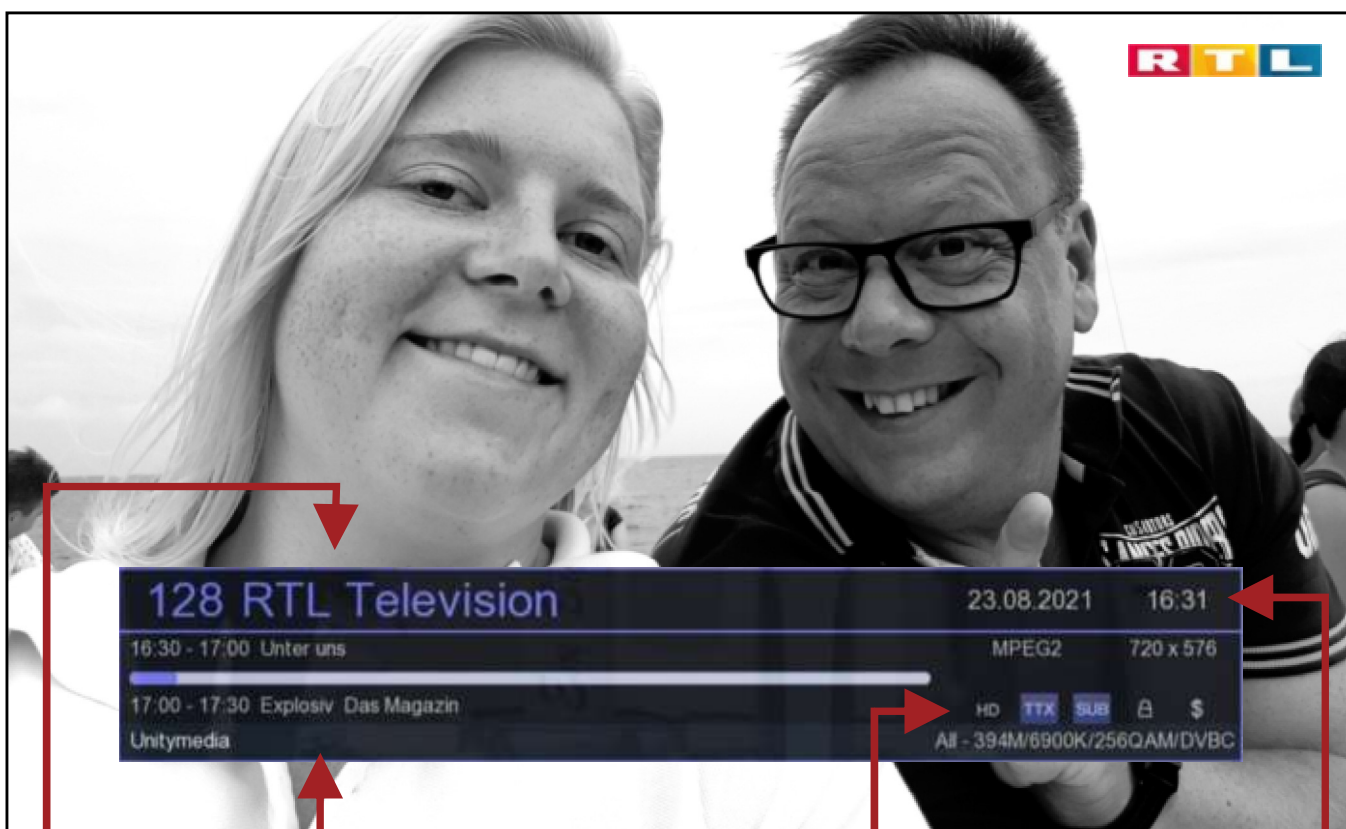 RTL
128 RTL Television 23.08.2021 16:31
16:30 - 17:00 Unter uns MPEG2 720 x 576
17:00 - 17:30 Explosiv Das Magazin HD TTX SUB $
Unitymedia All - 394M/6900K/256QAM/DVBC